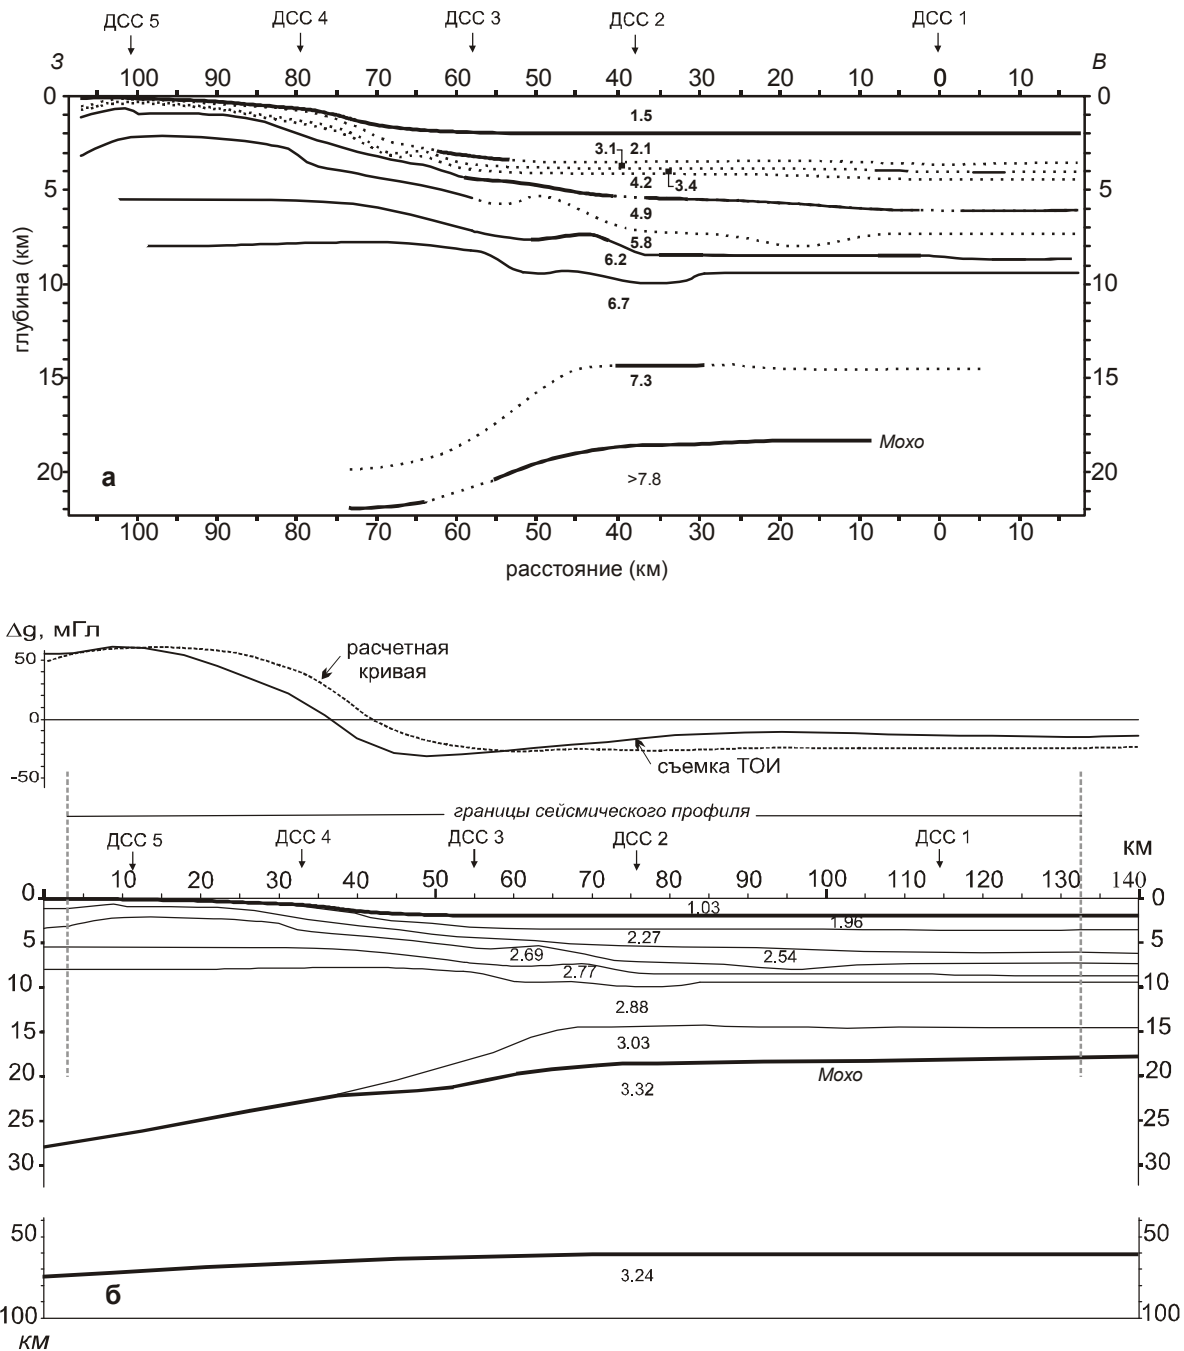 ДСС 5 ДСС 4 ДСС 3 ДСС 2 ДСС 1
З В
100 90 80 70 60 50 40 30 20 10 0 10
0 0
1.5
3.1 2.1
4.2 3.4
5 5
4.9
5.8
6.2
10 10
6.7
глубина (км)
15 15
7.3
Мохо
20 20
а >7.8
100 90 80 70 60 50 40 30 20 10 0 10
расстояние (км)
Δg, мГл
50
расчетная
кривая
0
-50
съемка ТОИ
границы сейсмического профиля
ДСС 5 ДСС 4 ДСС 3 ДСС 2 ДСС 1 км
0 10 20 30 40 50 60 70 80 90 100 110 120 130 140 0
1.03
1.96
2.27
5 5
2.69 2.54
2.77
10 10
2.88
15 15
3.03
Мохо
20 20
3.32
25 25
30 30
50 50
3.24
б
100 100
км